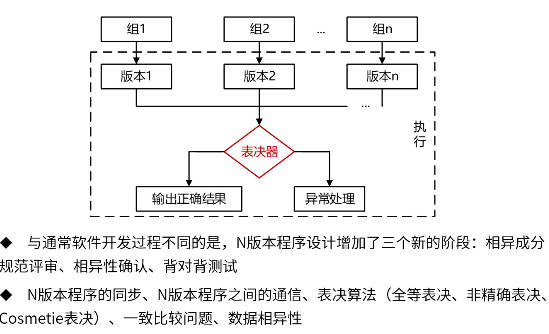 组1 组2 ... 组n
版本1 版本2 版本n
...
执行
表决器
输出正确结果 异常处理
◆ 与通常软件开发过程不同的是，N版本程序设计增加了三个新的阶段：相异成分
规范评审、相异性确认、背对背测试
◆ N版本程序的同步、N版本程序之间的通信、表决算法（全等表决、非精确表决、
Cosmetie表决）、一致比较问题、数据相异性